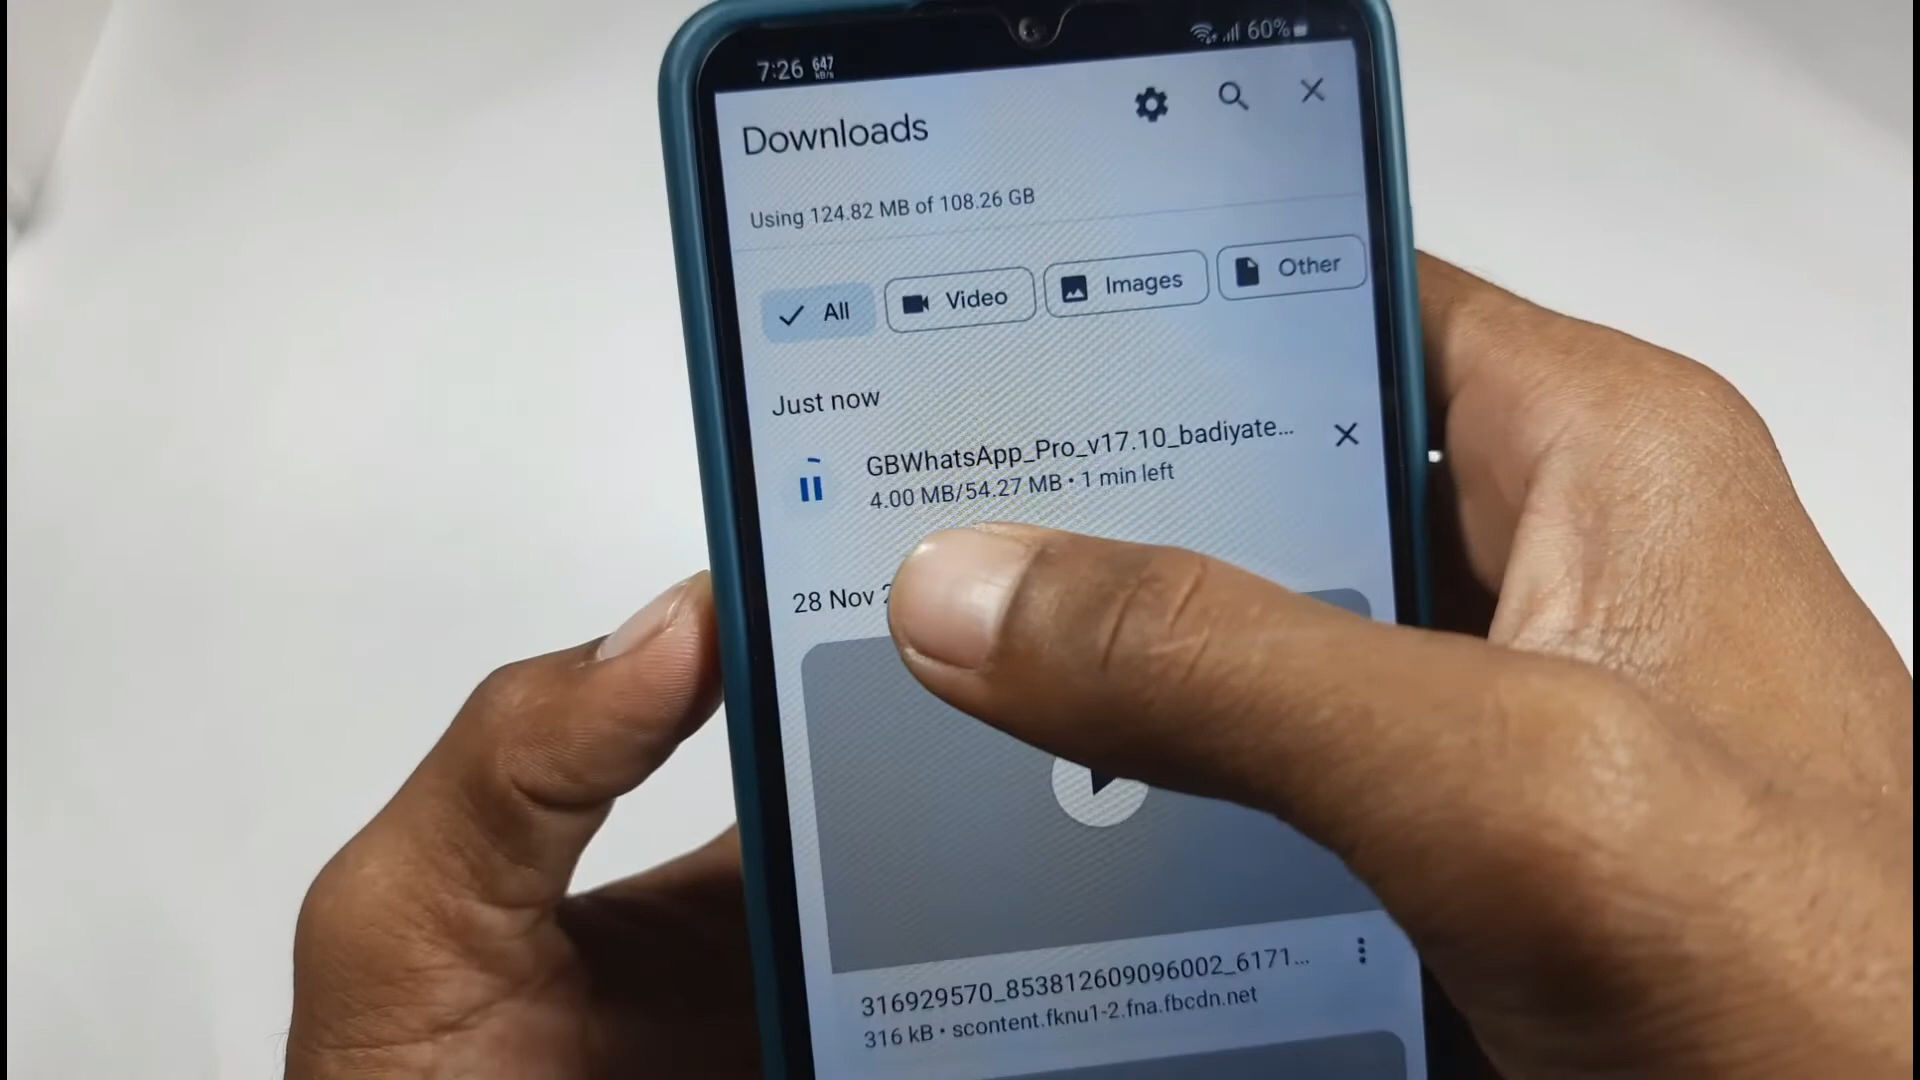 7:26 647 kB/s 60%
Downloads
Using 124.82 MB of 108.26 GB
All Video Images Other
Just now
GBWhatsApp_Pro_v17.10_badiyate...
4.00 MB/54.27 MB • 1 min left
28 Nov
316929570_853812609096002_6171...
316 kB • scontent.fknu1-2.fna.fbcdn.net